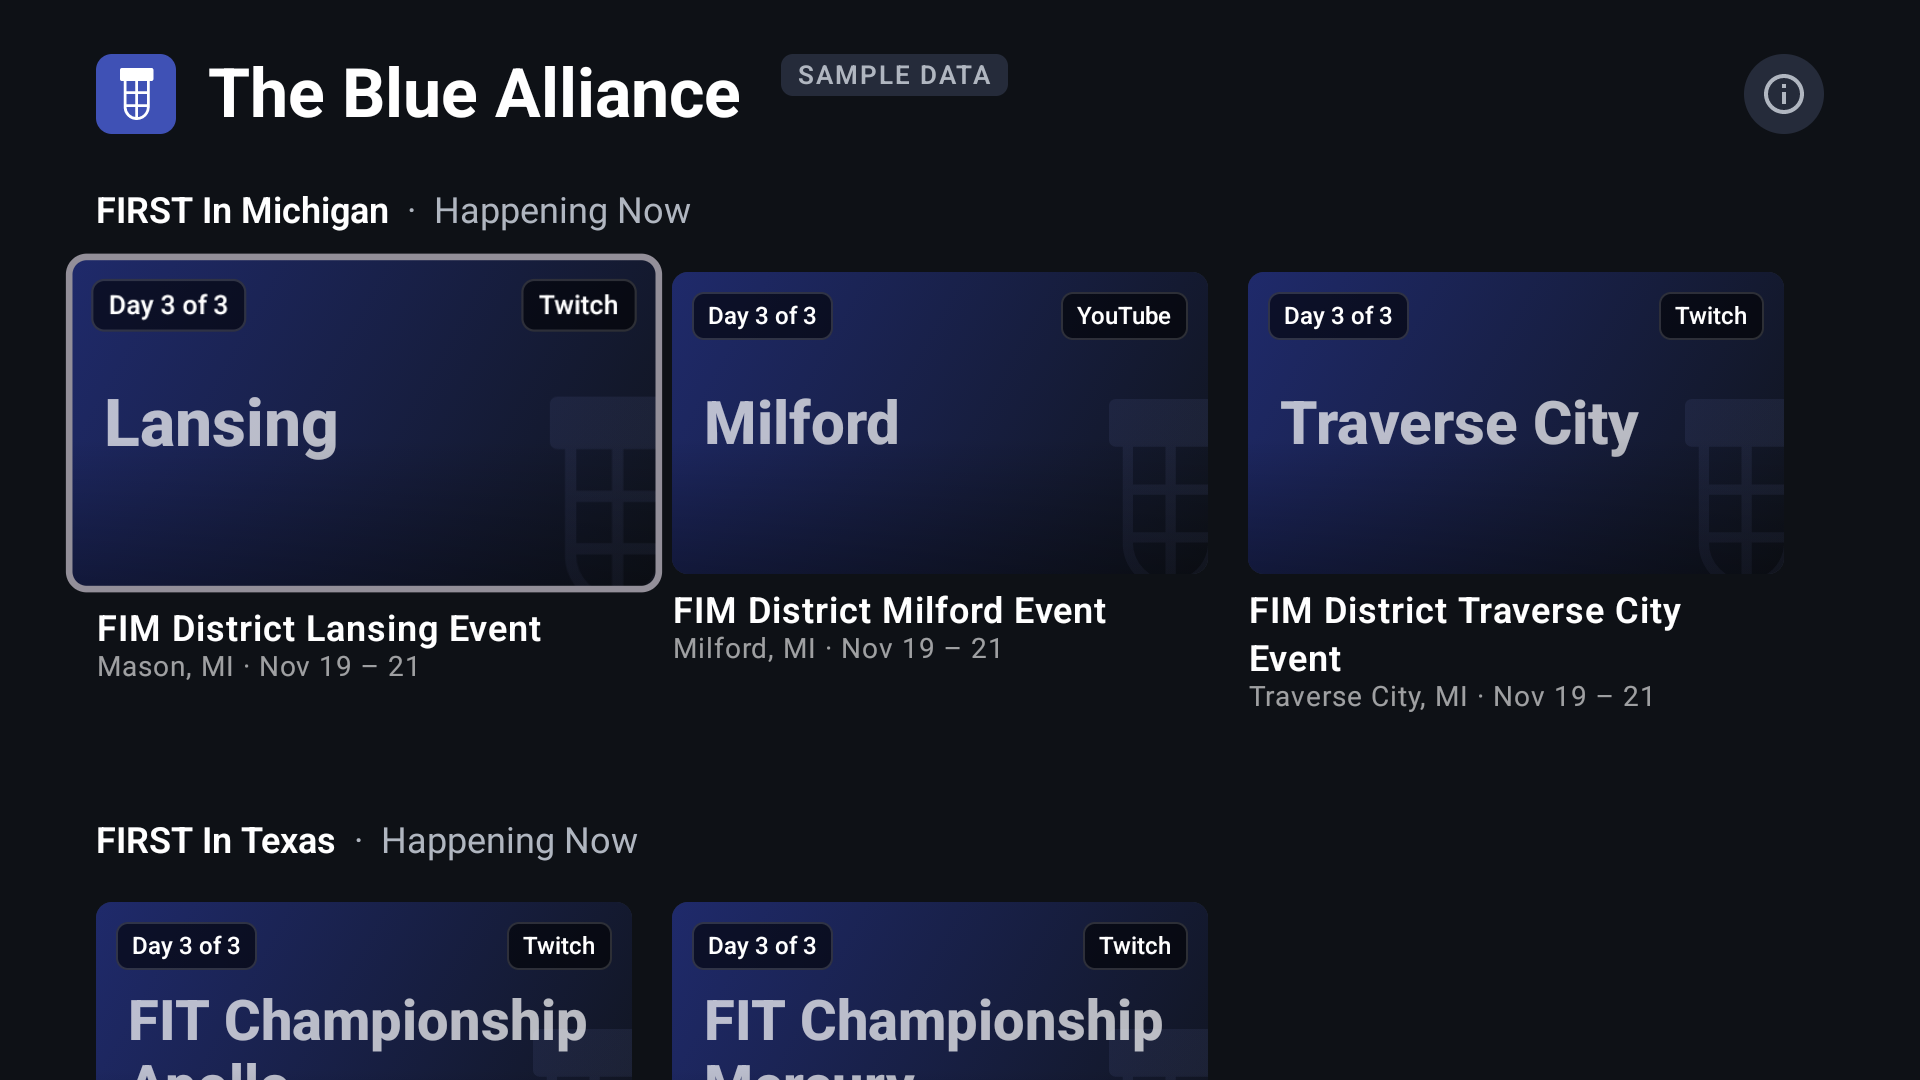 The Blue Alliance
SAMPLE DATA
FIRST In Michigan · Happening Now
Day 3 of 3
Twitch
Lansing
FIM District Lansing Event
Mason, MI · Nov 19 – 21
Day 3 of 3
YouTube
Milford
FIM District Milford Event
Milford, MI · Nov 19 – 21
Day 3 of 3
Twitch
Traverse City
FIM District Traverse City
Event
Traverse City, MI · Nov 19 – 21
FIRST In Texas · Happening Now
Day 3 of 3
Twitch
FIT Championship
Apollo
Day 3 of 3
Twitch
FIT Championship
Mercury